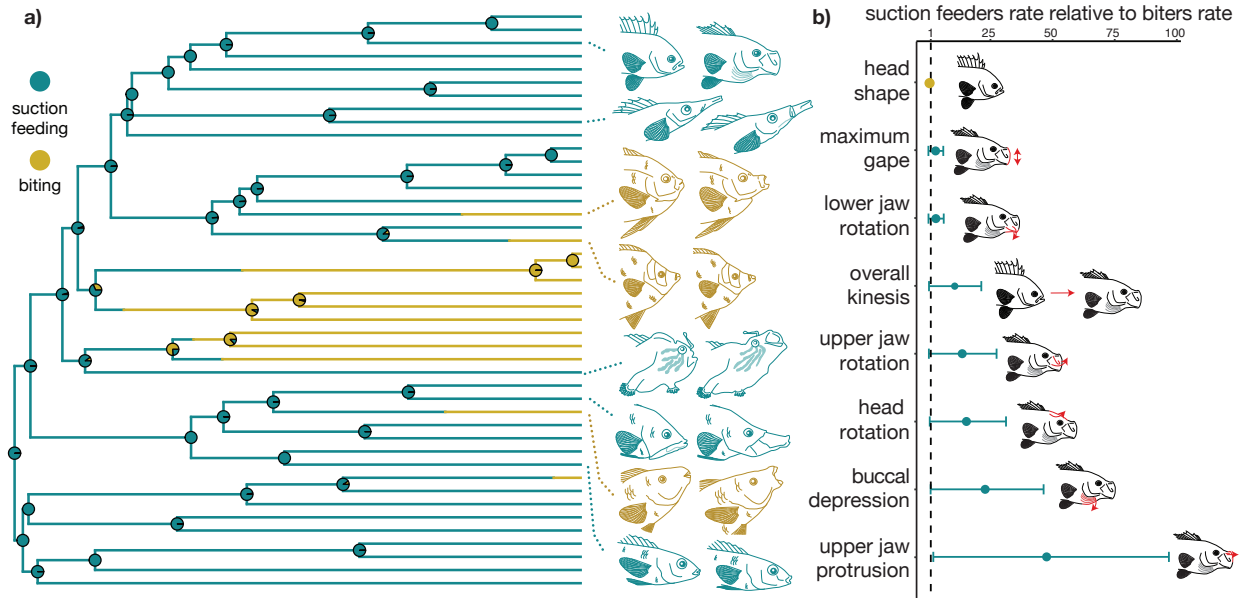 a)
suction
feeding
biting
b)
suction feeders rate relative to biters rate
1 25 50 75 100
head
shape
maximum
gape
lower jaw
rotation
overall
kinesis
upper jaw
rotation
head
rotation
buccal
depression
upper jaw
protrusion